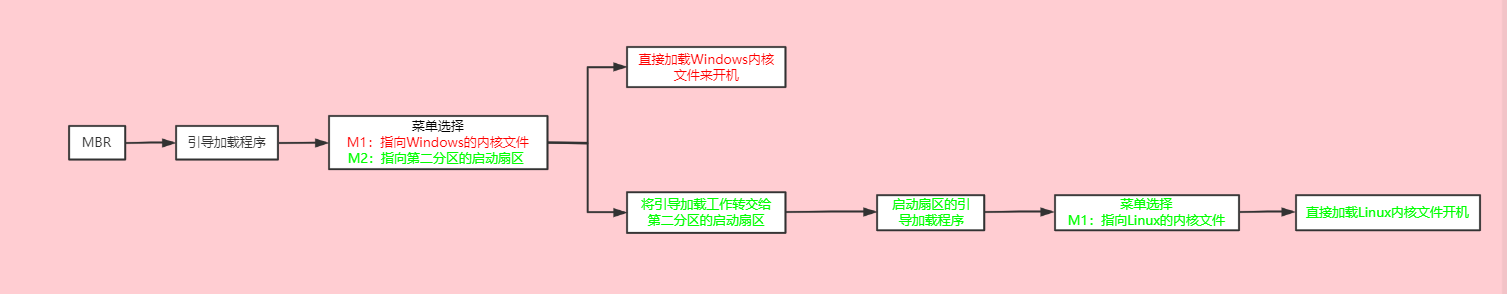 MBR
引导加载程序
菜单选择
M1：指向Windows的内核文件
M2：指向第二分区的启动扇区
直接加载Windows内核
文件来开机
将引导加载工作转交给
第二分区的启动扇区
启动扇区的引
导加载程序
菜单选择
M1：指向Linux的内核文件
直接加载Linux内核文件开机